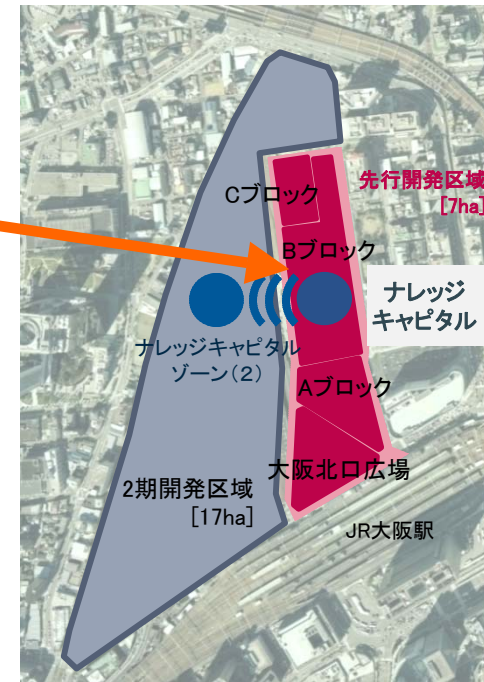 Cブロック
先行開発区域
[7ha]
Bブロック
ナレッジ
キャピタル
ナレッジキャピタル
ゾーン(2)
Aブロック
大阪北口広場
2期開発区域
[17ha]
JR大阪駅